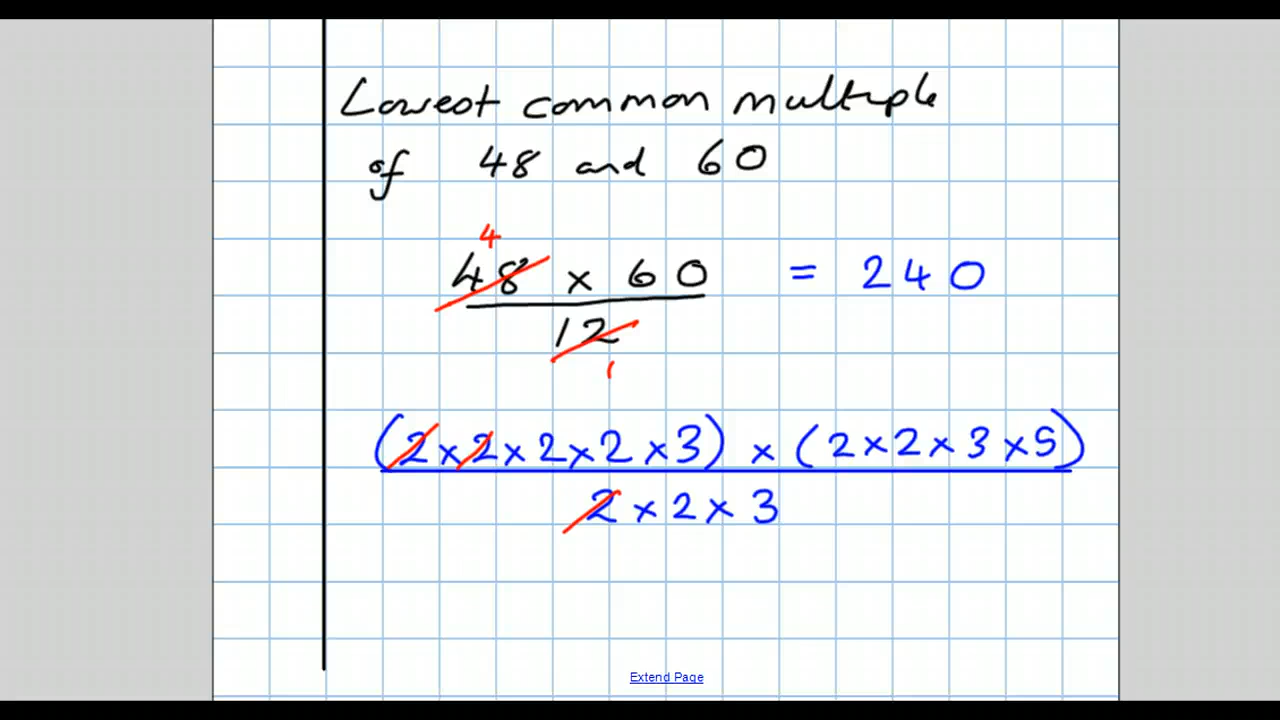 Lowest common multiple
of 48 and 60
4
48 x 60 = 240
12
1
(2 x 2 x 2 x 2 x 3) x (2 x 2 x 3 x 5)
2 x 2 x 3
Extend Page